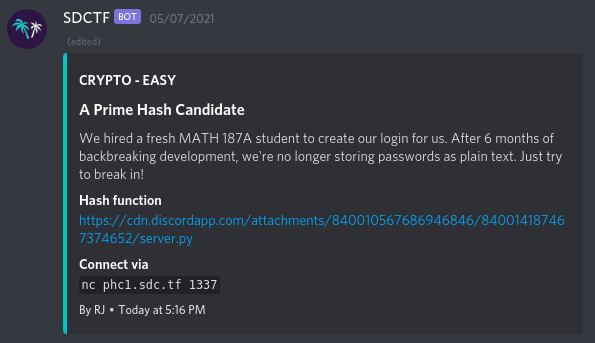 SDCTF BOT 05/07/2021
(edited)
CRYPTO - EASY
A Prime Hash Candidate
We hired a fresh MATH 187A student to create our login for us. After 6 months of
backbreaking development, we're no longer storing passwords as plain text. Just try
to break in!
Hash function
https://cdn.discordapp.com/attachments/840010567686946846/84001418746
7374652/server.py
Connect via
nc phc1.sdc.tf 1337
By RJ • Today at 5:16 PM